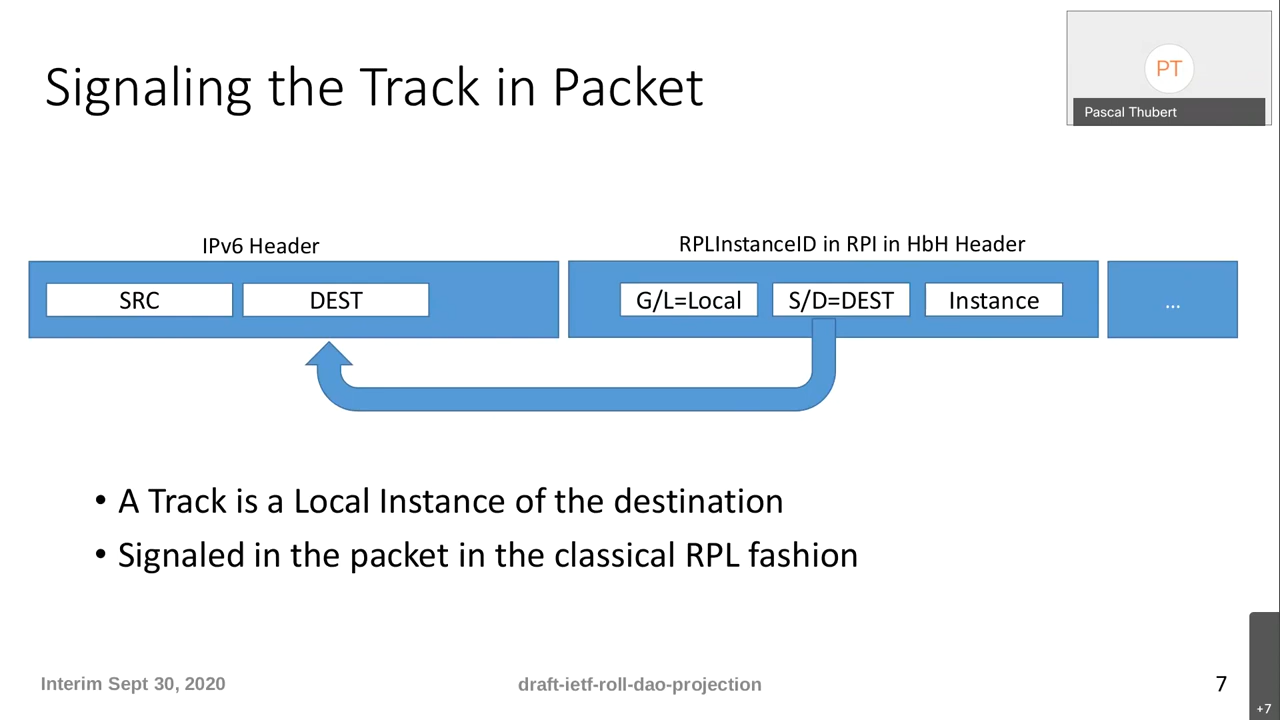 Signaling the Track in Packet
PT
Pascal Thubert
IPv6 Header
RPLInstanceID in RPI in HbH Header
SRC
DEST
G/L=Local
S/D=DEST
Instance
...
• A Track is a Local Instance of the destination
• Signaled in the packet in the classical RPL fashion
Interim Sept 30, 2020
draft-ietf-roll-dao-projection
7
+7